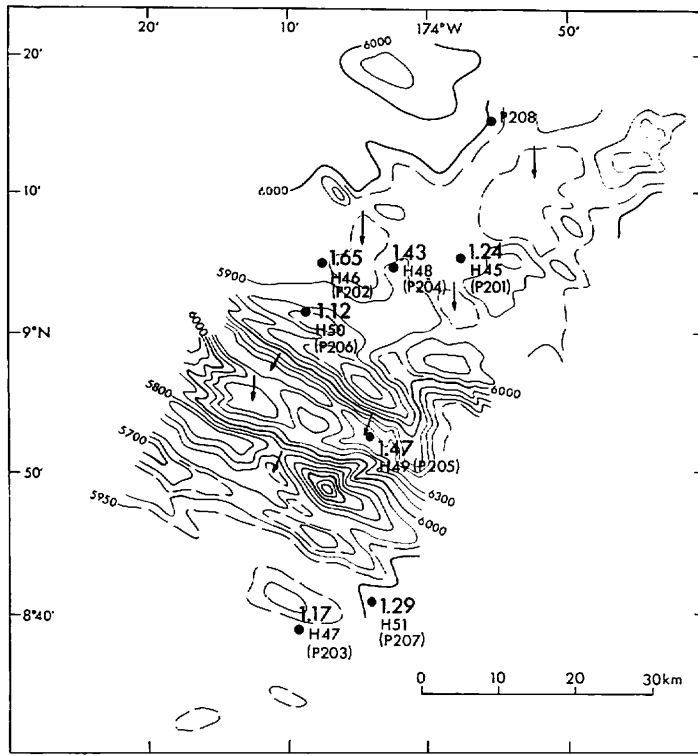 20' 10' 174°W 50'
20'
6000
P208
10'
6000
1.65
H46
(P202)
1.43
H48
(P204)
1.24
H45
(P201)
5900
1.12
H50
(P206)
9°N
6000
6000
5800
5700
1.47
H49 (P205)
50'
5950
6300
6000
8°40'
1.17
H47
(P203)
1.29
H51
(P207)
0 10 20 30km